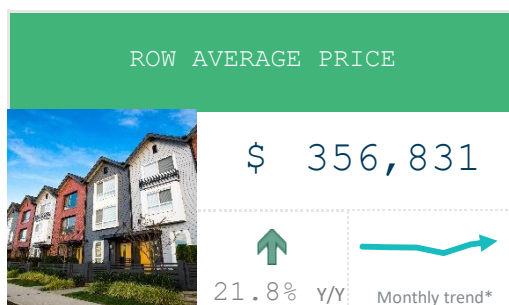 ROW AVERAGE PRICE
$ 356,831
21.8% Y/Y
Monthly trend*